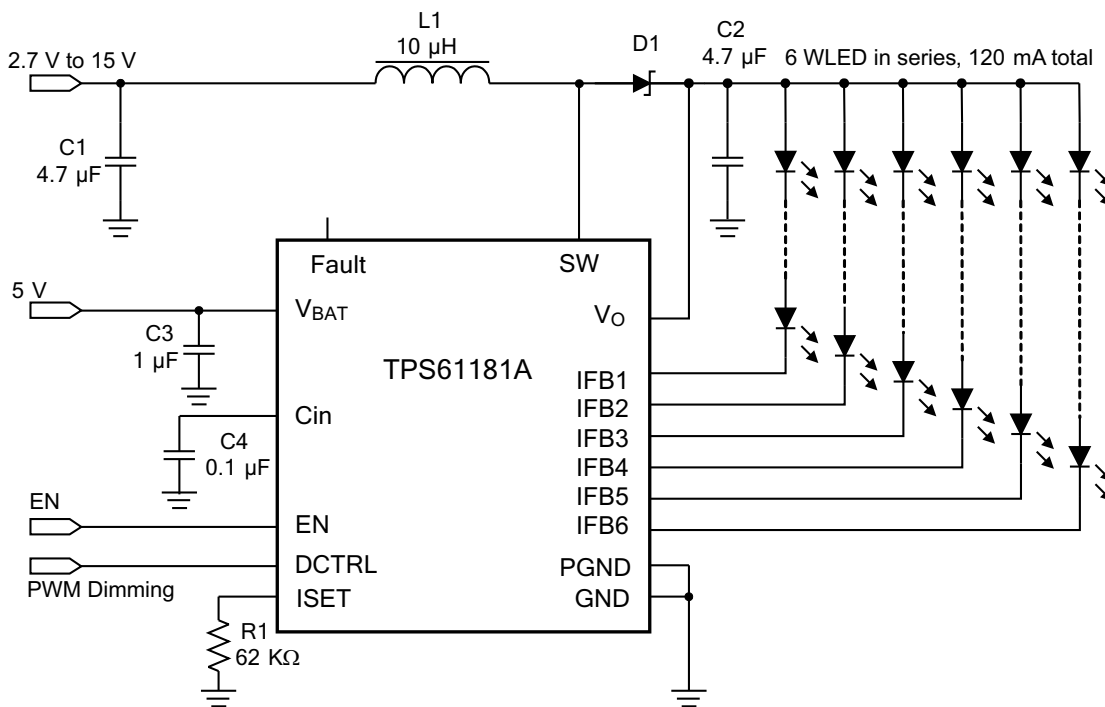 L1
10 µH
D1
C2
4.7 µF
2.7 V to 15 V
6 WLED in series, 120 mA total
C1
4.7 µF
Fault
SW
5 V
V_BAT
V_O
C3
1 µF
TPS61181A
IFB1
IFB2
Cin
IFB3
C4
0.1 µF
IFB4
IFB5
EN
EN
IFB6
DCTRL
PGND
PWM Dimming
ISET
GND
R1
62 KΩ